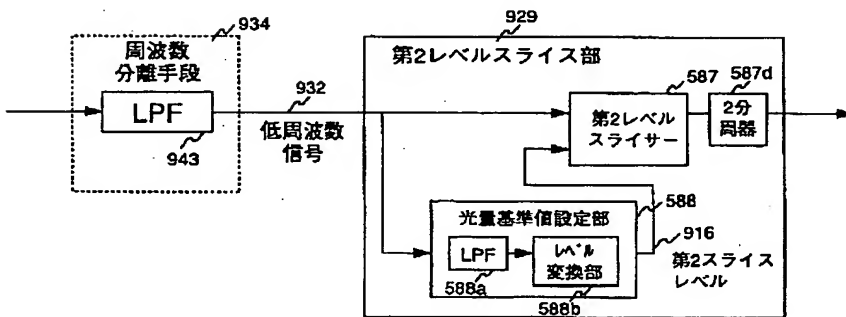 934
周波数
分離手段
LPF
943
932
低周波数
信号
929
第2レベルスライス部
587
第2レベル
スライサー
587d
2分
周器
588
光量基準値設定部
LPF
588a
レベル
変換部
588b
916
第2スライス
レベル